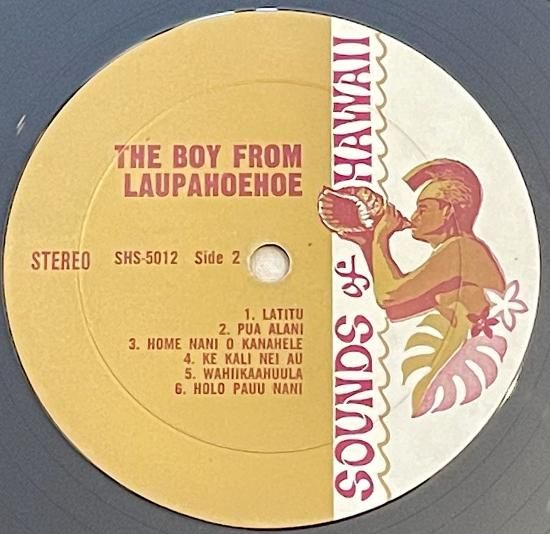 THE BOY FROM
LAUPAHOEHOE
STEREO SHS-5012 Side 2
1. LATITU
2. PUA ALANI
3. HOME NANI O KANAHELE
4. KE KALI NEI AU
5. WAHIIKAAHUULA
6. HOLO PAUU NANI
SOUNDS of HAWAII